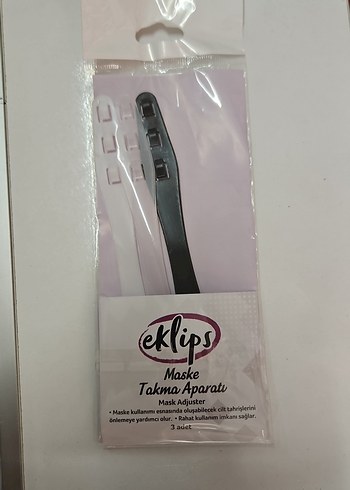 eklips
Maske
Takma Aparatı
Mask Adjuster
• Maske kullanımı esnasında oluşabilecek cilt tahrişlerini
önlemeye yardımcı olur. • Rahat kullanım imkanı sağlar.
3 adet